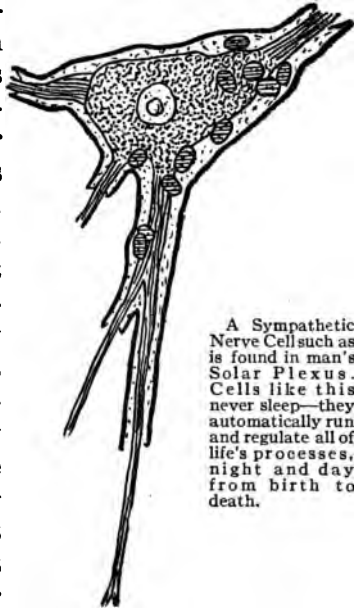 A Sympathetic
Nerve Cell such as
is found in man's
Solar Plexus.
Cells like this
never sleep—they
automatically run
and regulate all of
life's processes,
night and day
from birth to
death.